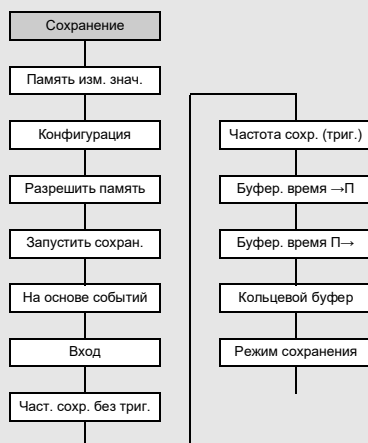 Сохранение
Память изм. знач.
Конфигурация
Разрешить память
Запустить сохран.
На основе событий
Вход
Част. сохр. без триг.
Частота сохр. (триг.)
Буфер. время →П
Буфер. время П→
Кольцевой буфер
Режим сохранения